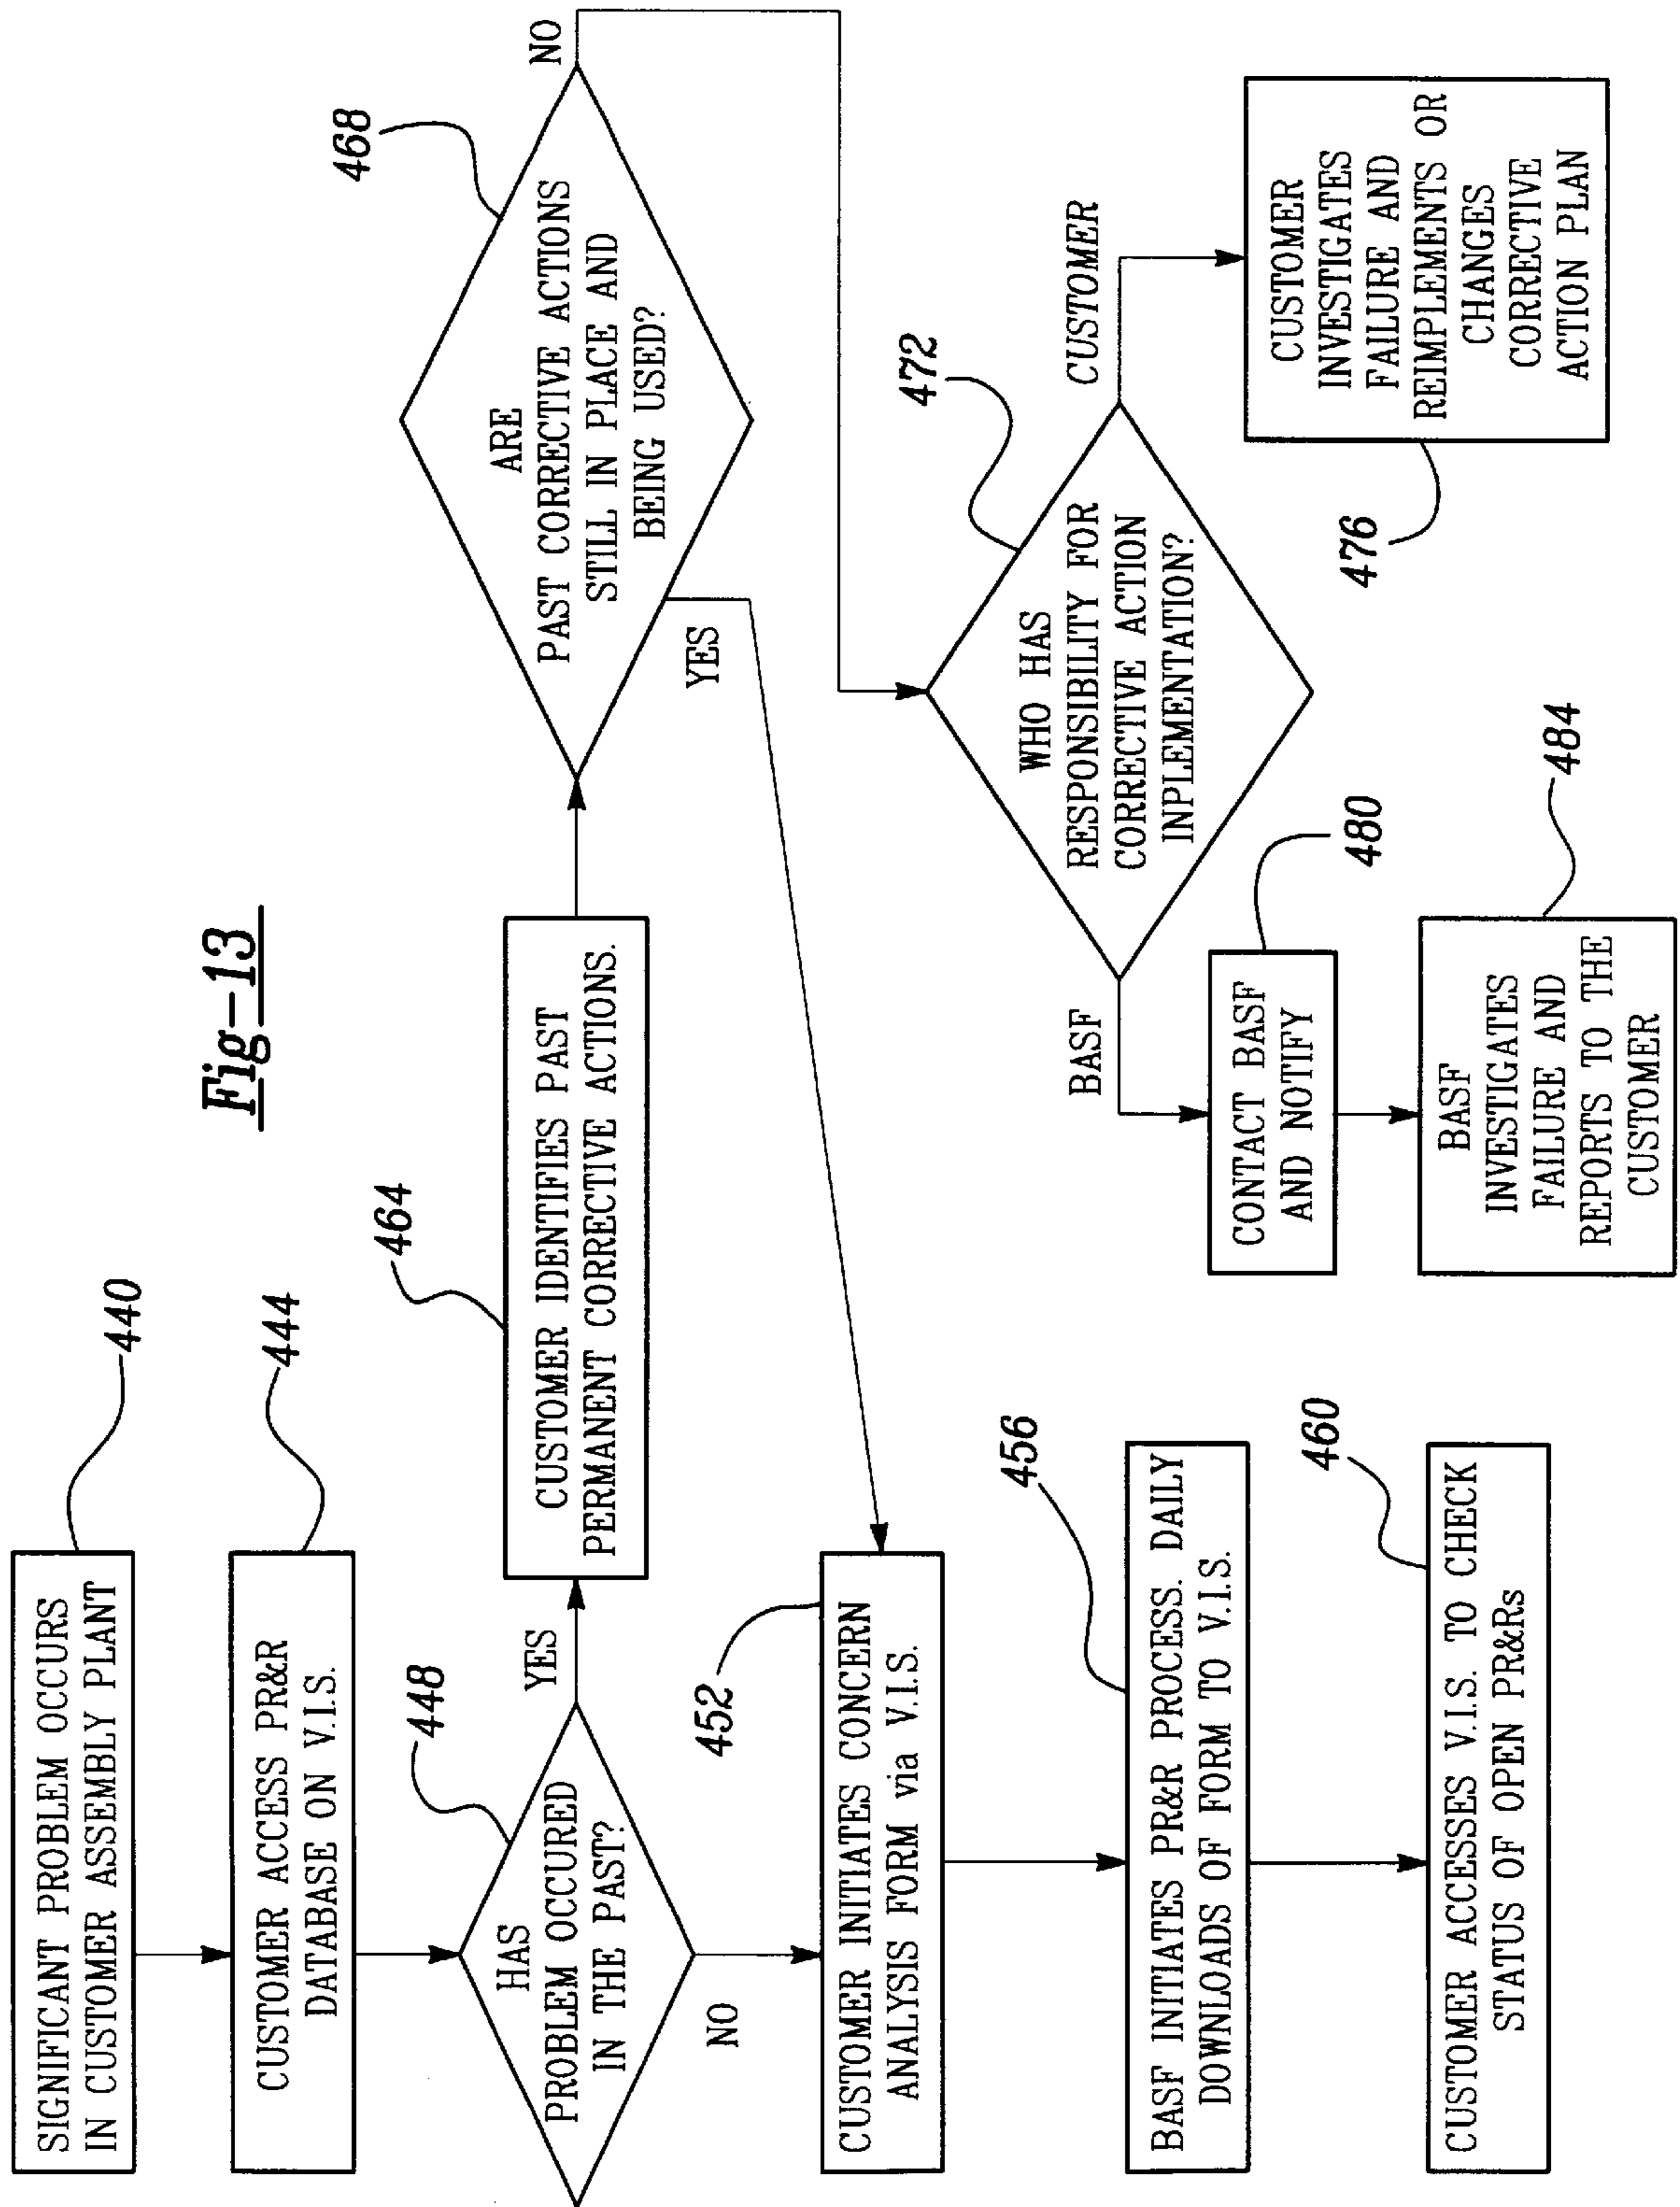 Fig-13
SIGNIFICANT PROBLEM OCCURS
IN CUSTOMER ASSEMBLY PLANT
440
CUSTOMER ACCESS PR&R
DATABASE ON V.I.S.
444
HAS
PROBLEM OCCURED
IN THE PAST?
448
YES
NO
CUSTOMER IDENTIFIES PAST
PERMANENT CORRECTIVE ACTIONS.
464
ARE
PAST CORRECTIVE ACTIONS
STILL IN PLACE AND
BEING USED?
468
NO
YES
CUSTOMER INITIATES CONCERN
ANALYSIS FORM via V.I.S.
452
BASF INITIATES PR&R PROCESS. DAILY
DOWNLOADS OF FORM TO V.I.S.
456
CUSTOMER ACCESSES V.I.S. TO CHECK
STATUS OF OPEN PR&Rs
460
WHO HAS
RESPONSIBILITY FOR
CORRECTIVE ACTION
INPLEMENTATION?
472
BASF
CUSTOMER
CONTACT BASF
AND NOTIFY
480
BASF
INVESTIGATES
FAILURE AND
REPORTS TO THE
CUSTOMER
484
CUSTOMER
INVESTIGATES
FAILURE AND
REIMPLEMENTS OR
CHANGES
CORRECTIVE
ACTION PLAN
476